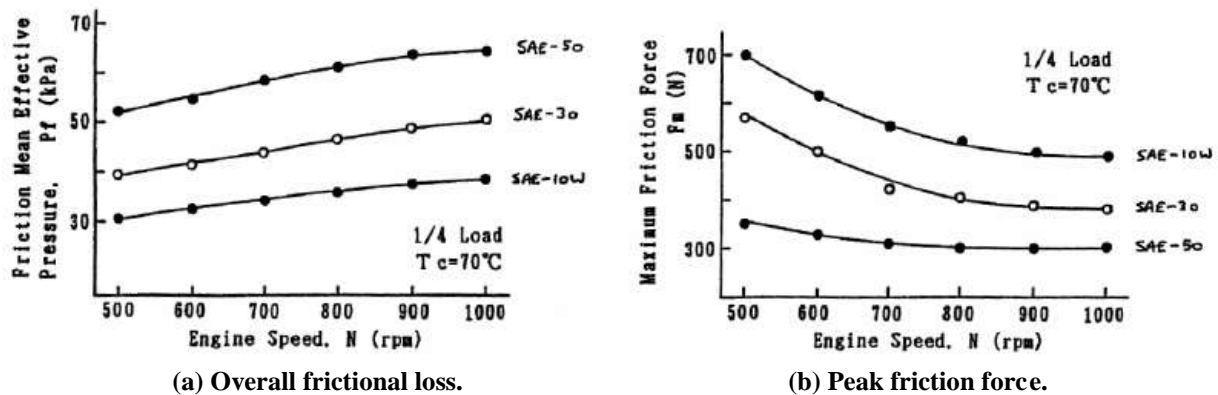 Friction Mean Effective
Pressure, Pf (kPa)
70
50
30
SAE-50
SAE-30
SAE-10W
1/4 Load
T c=70℃
500 600 700 800 900 1000
Engine Speed, N (rpm)
(a) Overall frictional loss.
Maximum Friction Force
Fm (N)
700
500
300
1/4 Load
T c=70℃
SAE-10W
SAE-30
SAE-50
500 600 700 800 900 1000
Engine Speed, N (rpm)
(b) Peak friction force.